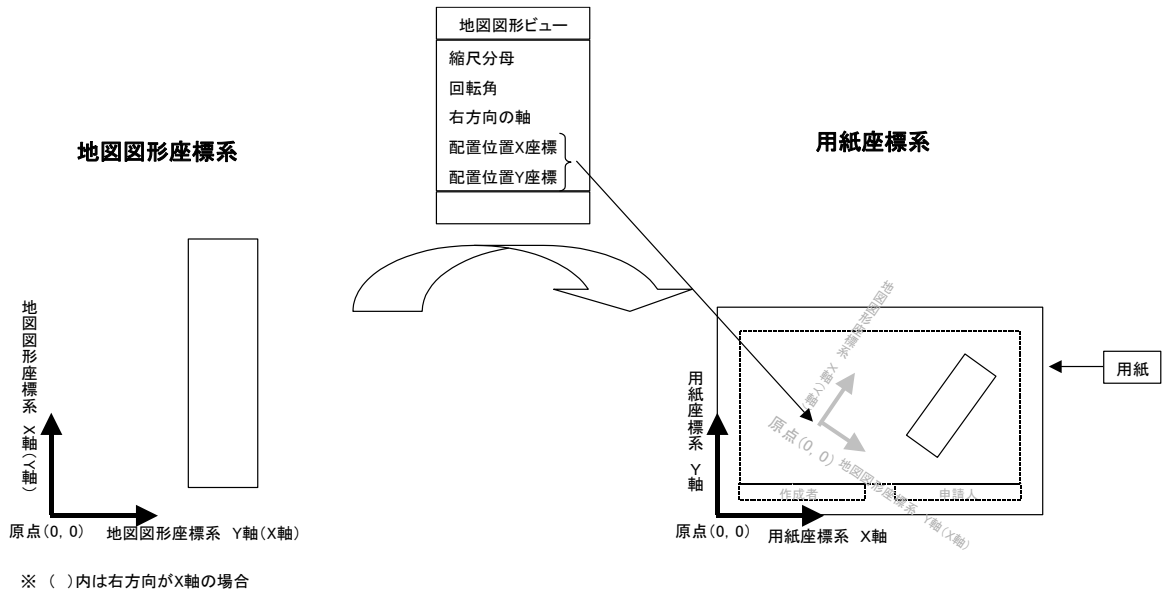 地図図形ビュー
縮尺分母
回転角
右方向の軸
配置位置X座標
配置位置Y座標
地図図形座標系
用紙座標系
地図図形座標系 X軸(Y軸)
原点(0, 0)
地図図形座標系 Y軸(X軸)
※ ( )内は右方向がX軸の場合
用紙
地図図形座標系 X軸(Y軸)
原点(0, 0)
地図図形座標系 Y軸(X軸)
用紙座標系 Y軸
作成者
申請人
原点(0, 0)
用紙座標系 X軸